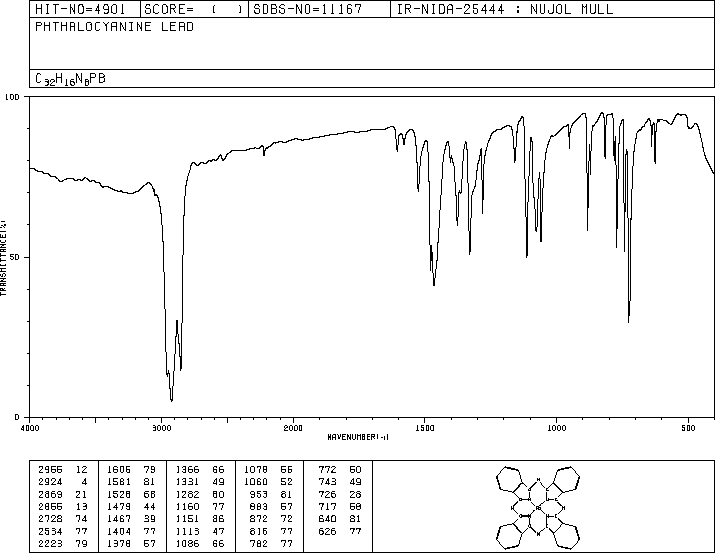 HIT-NO=4901 SCORE= ( ) SDBS-NO=11167 IR-NIDA-25444 : NUJOL MULL
PHTHALOCYANINE LEAD
C32H16N8PB
100
50
0
TRANSMITTANCE(%)
4000 3000 2000 1500 1000 500
WAVENUMBER(-1)
2955 12 1606 79 1366 66 1078 55 772 50
2924 4 1581 81 1331 49 1060 52 743 49
2869 21 1528 68 1282 60 953 81 726 28
2855 13 1479 44 1160 77 883 57 717 58
2728 74 1467 39 1151 86 872 72 640 81
2534 77 1404 77 1113 47 816 77 626 77
2223 79 1378 57 1086 66 782 77